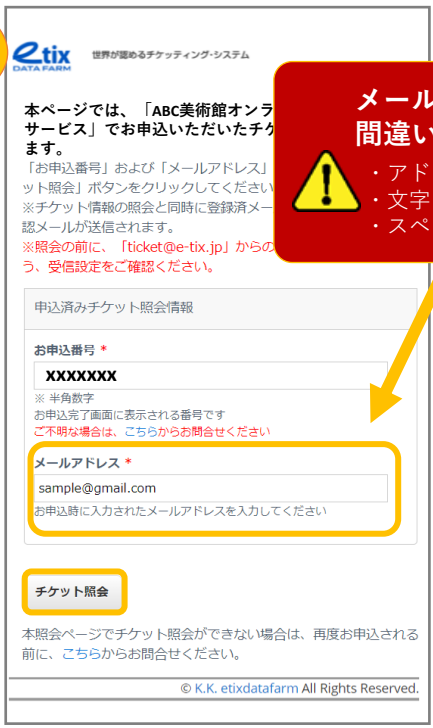 etix
DATA FARM
世界が認めるチケッティング・システム
本ページでは、「ABC美術館オンラ
サービス」でお申込いただいたチケ
ます。
「お申込番号」および「メールアドレス」
ット照会」ボタンをクリックしてください
※チケット情報の照会と同時に登録済メー
認メールが送信されます。
※照会の前に、「ticket@e-tix.jp」からの
う、受信設定をご確認ください。
メール
間違い
・アド
・文字
・スペ
申込済みチケット照会情報
お申込番号 *
XXXXXXX
※ 半角数字
お申込完了画面に表示される番号です
ご不明な場合は、こちらからお問合せください
メールアドレス *
sample@gmail.com
お申込時に入力されたメールアドレスを入力してください
チケット照会
本照会ページでチケット照会ができない場合は、再度お申込される
前に、こちらからお問合せください。
© K.K. etixdatafarm All Rights Reserved.